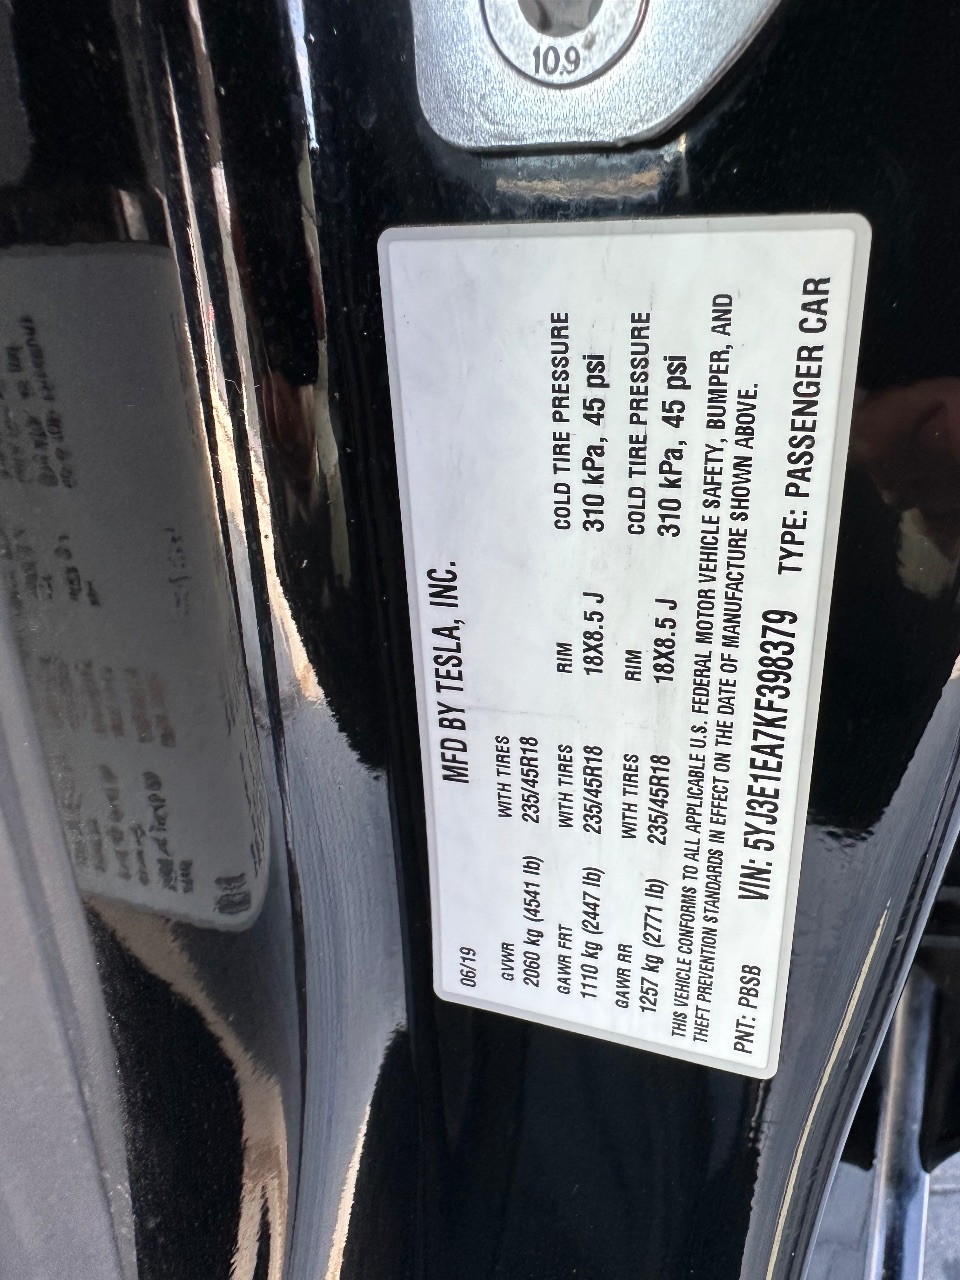 10.9
MFD BY TESLA, INC.
06/19
GVWR WITH TIRES
2060 kg (4541 lb) 235/45R18
GAWR FRT WITH TIRES RIM COLD TIRE PRESSURE
1110 kg (2447 lb) 235/45R18 18X8.5 J 310 kPa, 45 psi
GAWR RR WITH TIRES RIM COLD TIRE PRESSURE
1257 kg (2771 lb) 235/45R18 18X8.5 J 310 kPa, 45 psi
THIS VEHICLE CONFORMS TO ALL APPLICABLE U.S. FEDERAL MOTOR VEHICLE SAFETY, BUMPER, AND
THEFT PREVENTION STANDARDS IN EFFECT ON THE DATE OF MANUFACTURE SHOWN ABOVE.
PNT: PBSB VIN: 5YJ3E1EA7KF398379 TYPE: PASSENGER CAR